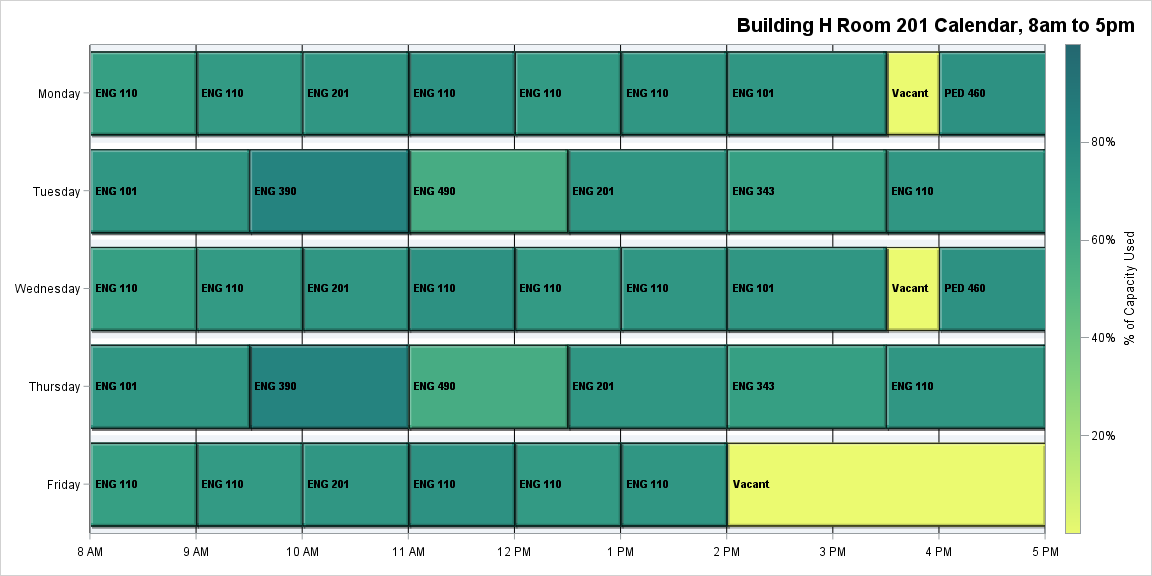 Building H Room 201 Calendar, 8am to 5pm
Monday ENG 110 ENG 110 ENG 201 ENG 110 ENG 110 ENG 110 ENG 101 Vacant PED 460
80%
Tuesday ENG 101 ENG 390 ENG 490 ENG 201 ENG 343 ENG 110
60%
% of Capacity Used
Wednesday ENG 110 ENG 110 ENG 201 ENG 110 ENG 110 ENG 110 ENG 101 Vacant PED 460
40%
Thursday ENG 101 ENG 390 ENG 490 ENG 201 ENG 343 ENG 110
20%
Friday ENG 110 ENG 110 ENG 201 ENG 110 ENG 110 ENG 110 Vacant
8 AM 9 AM 10 AM 11 AM 12 PM 1 PM 2 PM 3 PM 4 PM 5 PM